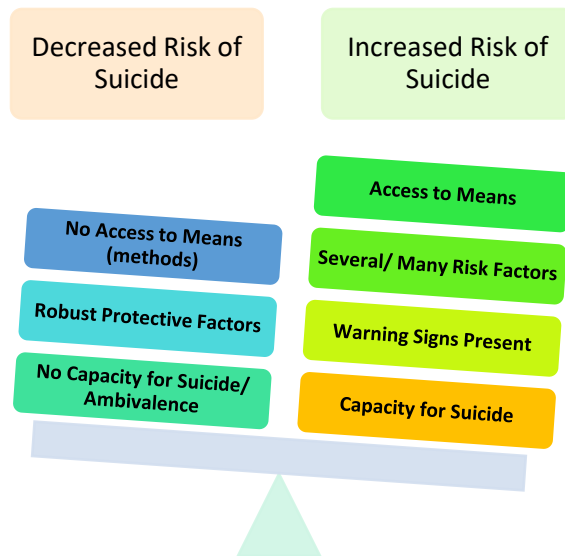 Decreased Risk of
Suicide
Increased Risk of
Suicide
No Access to Means
(methods)
Robust Protective Factors
No Capacity for Suicide/
Ambivalence
Access to Means
Several/ Many Risk Factors
Warning Signs Present
Capacity for Suicide